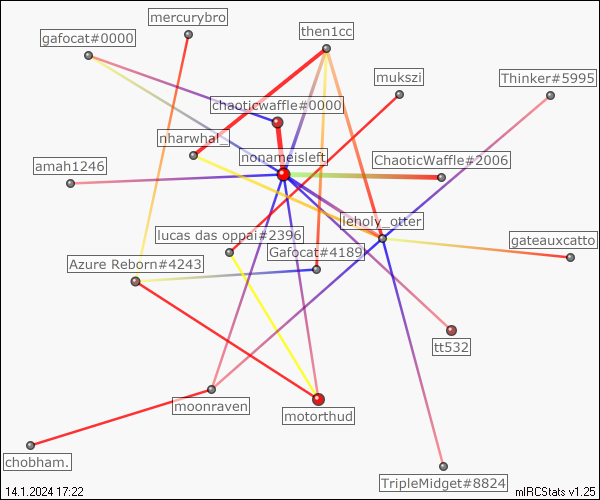 mercurybro
gafocat#0000
then1cc
mukszi
Thinker#5995
chaoticwaffle#0000
nharwhal_
nonameisleft
amah1246
ChaoticWaffle#2006
leholy_otter
lucas das oppai#2396
gateauxcatto
Gafocat#4189
Azure Reborn#4243
tt532
moonraven
motorthud
chobham.
TripleMidget#8824
14.1.2024 17:22
mIRCStats v1.25